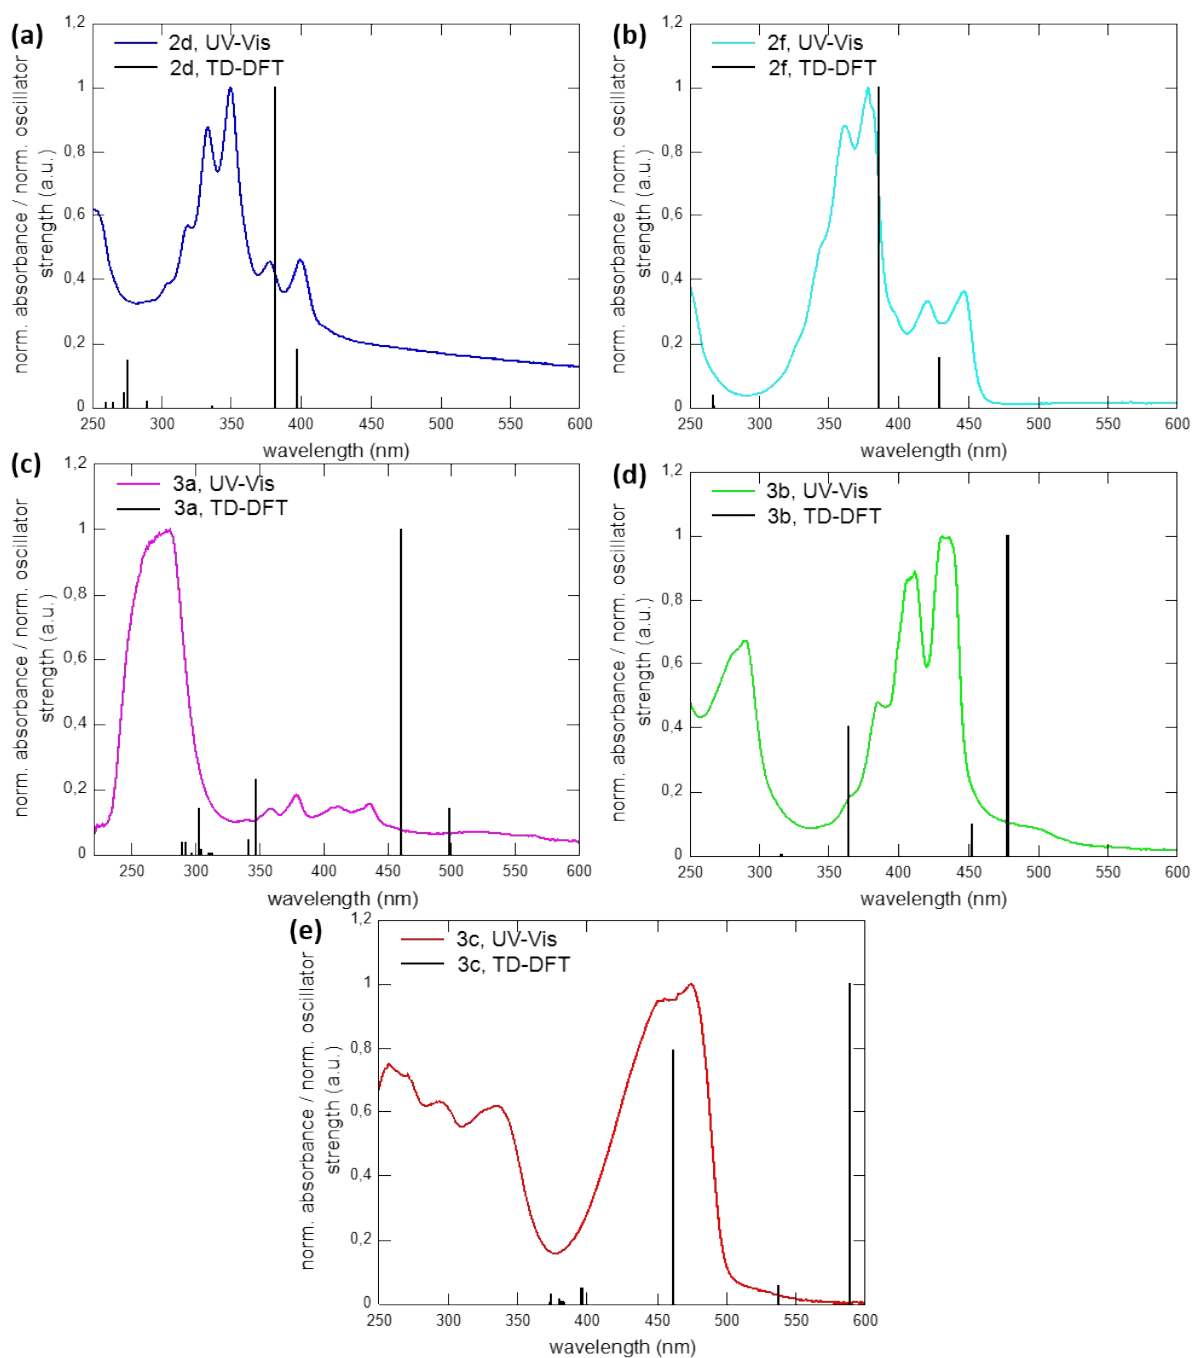 (a)
2d, UV-Vis
2d, TD-DFT
norm. absorbance / norm. oscillator
strength (a.u.)
1,2
1
0,8
0,6
0,4
0,2
0
250 300 350 400 450 500 550 600
wavelength (nm)
(b)
2f, UV-Vis
2f, TD-DFT
norm. absorbance / norm. oscillator
strength (a.u.)
1,2
1
0,8
0,6
0,4
0,2
0
250 300 350 400 450 500 550 600
wavelength (nm)
(c)
3a, UV-Vis
3a, TD-DFT
norm. absorbance / norm. oscillator
strength (a.u.)
1,2
1
0,8
0,6
0,4
0,2
0
250 300 350 400 450 500 550 600
wavelength (nm)
(d)
3b, UV-Vis
3b, TD-DFT
norm. absorbance / norm. oscillator
strength (a.u.)
1,2
1
0,8
0,6
0,4
0,2
0
250 300 350 400 450 500 550 600
wavelength (nm)
(e)
3c, UV-Vis
3c, TD-DFT
norm. absorbance / norm. oscillator
strength (a.u.)
1,2
1
0,8
0,6
0,4
0,2
0
250 300 350 400 450 500 550 600
wavelength (nm)